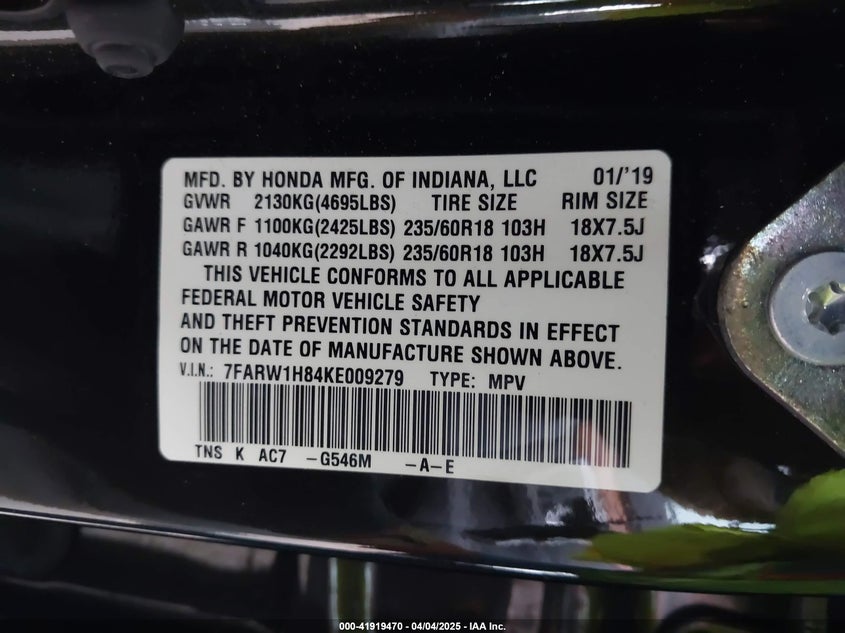 MFD. BY HONDA MFG. OF INDIANA, LLC 01/'19
GVWR 2130KG(4695LBS) TIRE SIZE RIM SIZE
GAWR F 1100KG(2425LBS) 235/60R18 103H 18X7.5J
GAWR R 1040KG(2292LBS) 235/60R18 103H 18X7.5J
THIS VEHICLE CONFORMS TO ALL APPLICABLE
FEDERAL MOTOR VEHICLE SAFETY
AND THEFT PREVENTION STANDARDS IN EFFECT
ON THE DATE OF MANUFACTURE SHOWN ABOVE.
V.I.N.: 7FARW1H84KE009279 TYPE: MPV
TNS K AC7 -G546M -A-E
000-41919470 - 04/04/2025 - IAA Inc.